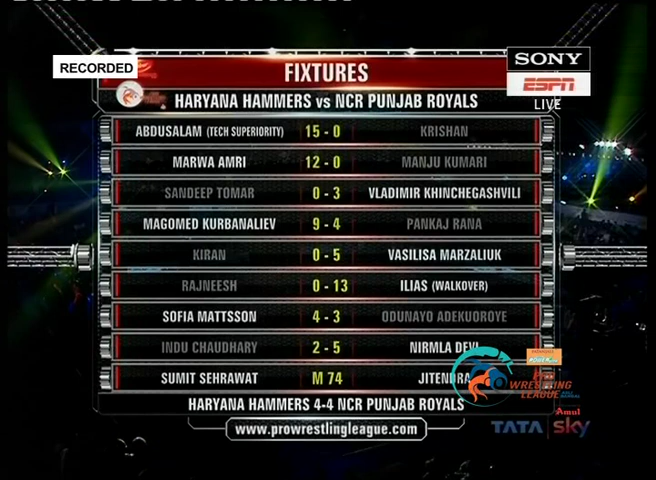 RECORDED
SONY
ESPN
LIVE
FIXTURES
HARYANA HAMMERS vs NCR PUNJAB ROYALS
ABDUSALAM (TECH SUPERIORITY) 15 - 0 KRISHAN
MARWA AMRI 12 - 0 MANJU KUMARI
SANDEEP TOMAR 0 - 3 VLADIMIR KHINCHEGASHVILI
MAGOMED KURBANALIEV 9 - 4 PANKAJ RANA
KIRAN 0 - 5 VASILISA MARZALIUK
RAJNEESH 0 - 13 ILIAS (WALKOVER)
SOFIA MATTSSON 4 - 3 ODUNAYO ADEKUOROYE
INDU CHAUDHARY 2 - 5 NIRMLA DEVI
SUMIT SEHRAWAT M 74 JITENDRA
HARYANA HAMMERS 4-4 NCR PUNJAB ROYALS
www.prowrestlingleague.com
PRO
WRESTLING
LEAGUE
Amul
TATA sky